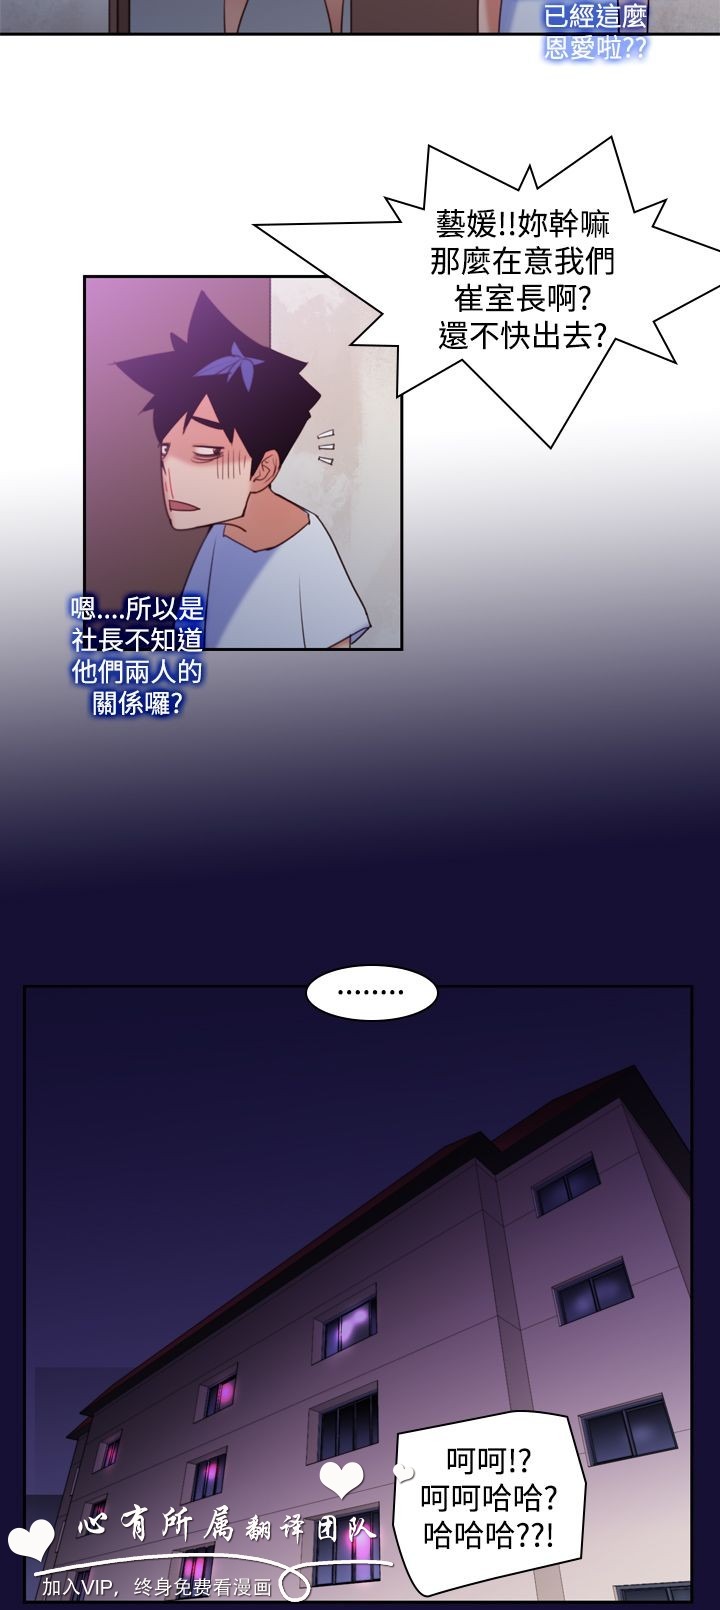 已經這麼
恩愛啦??
藝媛!!妳幹嘛
那麼在意我們
崔室長啊?
還不快出去?
嗯....所以是
社長不知道
他們兩人的
關係囉?
........
呵呵!?
呵呵哈哈?
哈哈哈??!
心有所属翻译团队
加入VIP，终身免费看漫画